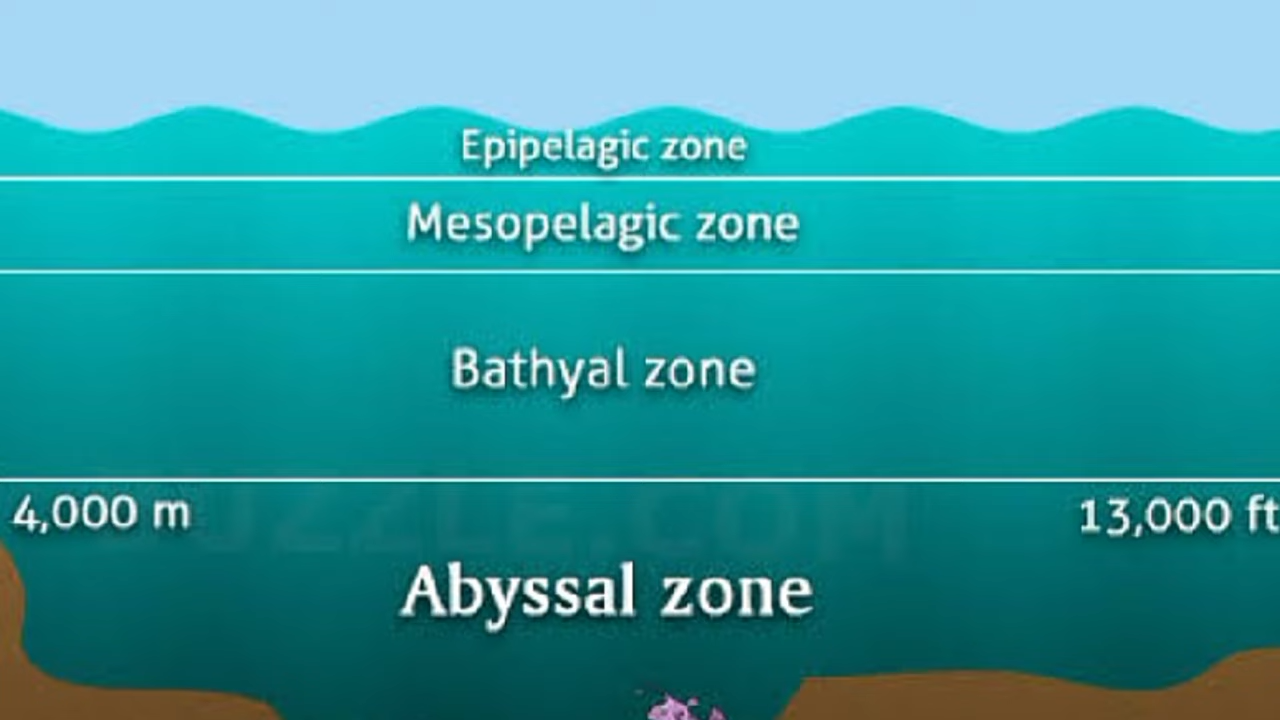 Epipelagic zone
Mesopelagic zone
Bathyal zone
4,000 m
13,000 ft
Abyssal zone